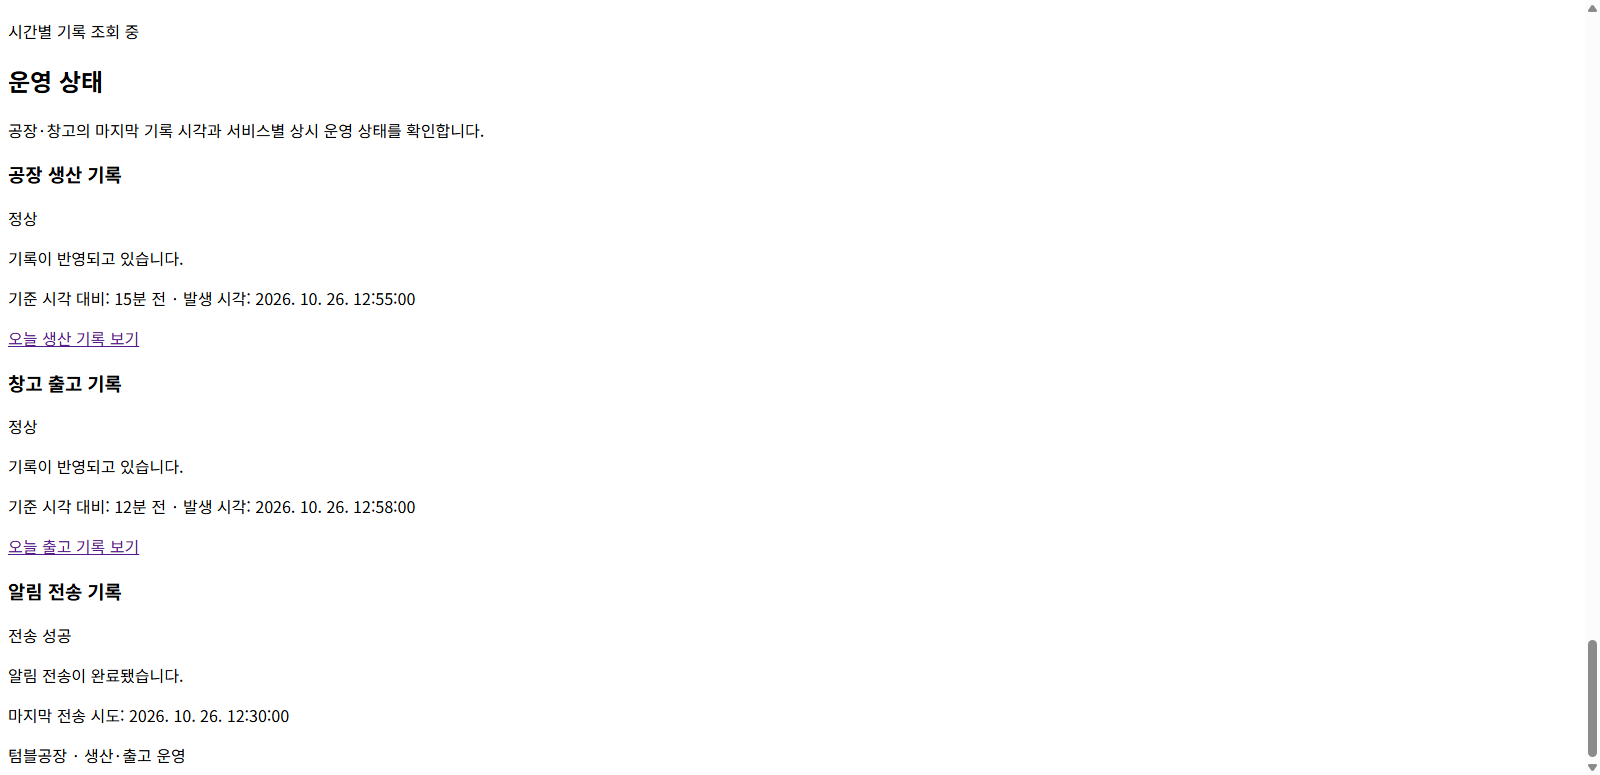 시간별 기록 조회 중
운영 상태
공장·창고의 마지막 기록 시각과 서비스별 상시 운영 상태를 확인합니다.
공장 생산 기록
정상
기록이 반영되고 있습니다.
기준 시각 대비: 15분 전 · 발생 시각: 2026. 10. 26. 12:55:00
오늘 생산 기록 보기
창고 출고 기록
정상
기록이 반영되고 있습니다.
기준 시각 대비: 12분 전 · 발생 시각: 2026. 10. 26. 12:58:00
오늘 출고 기록 보기
알림 전송 기록
전송 성공
알림 전송이 완료됐습니다.
마지막 전송 시도: 2026. 10. 26. 12:30:00
텀블공장 · 생산·출고 운영